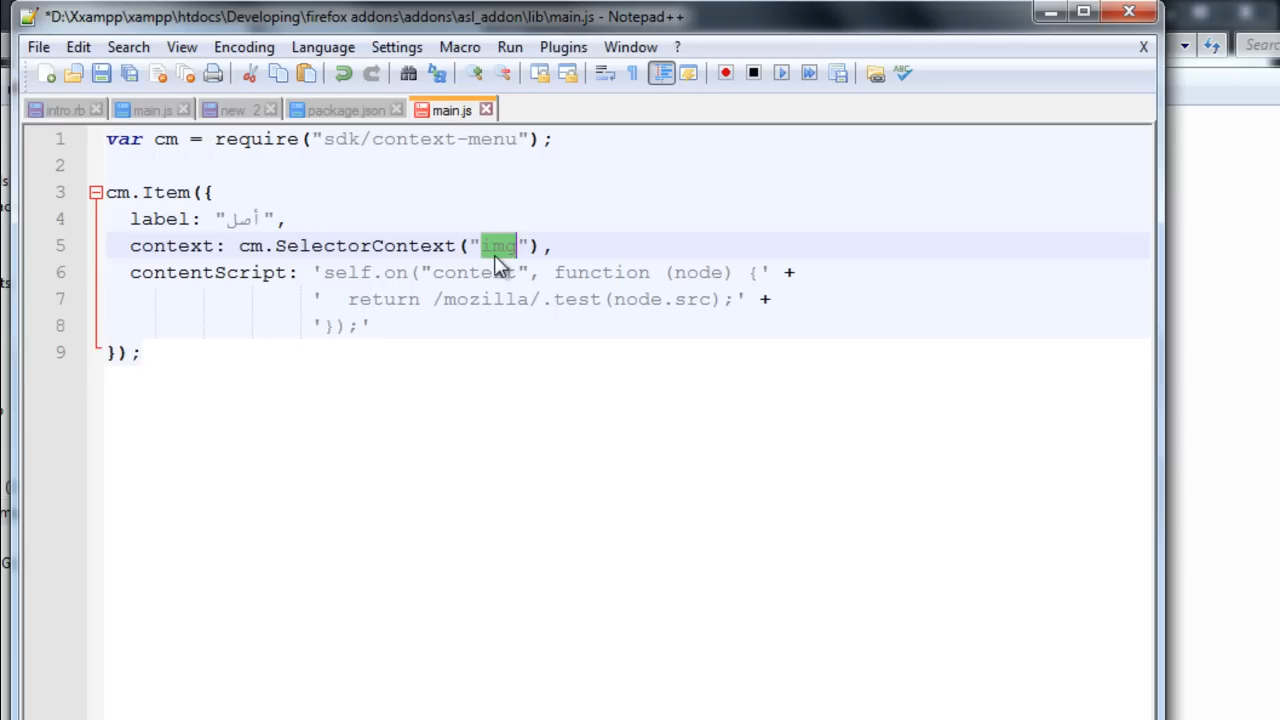 *D:\Xxampp\xampp\htdocs\Developing\firefox addons\addons\asl_addon\lib\main.js - Notepad++
File Edit Search View Encoding Language Settings Macro Run Plugins Window ? X
Searc
intro.rb main.js new 2 package.json main.js
1 var cm = require("sdk/context-menu");
2
3 cm.Item({
4 label: "أصل",
5 context: cm.SelectorContext("img"),
6 contentScript: 'self.on("context", function (node) {' +
7 ' return /mozilla/.test(node.src);' +
8 '});'
9 });